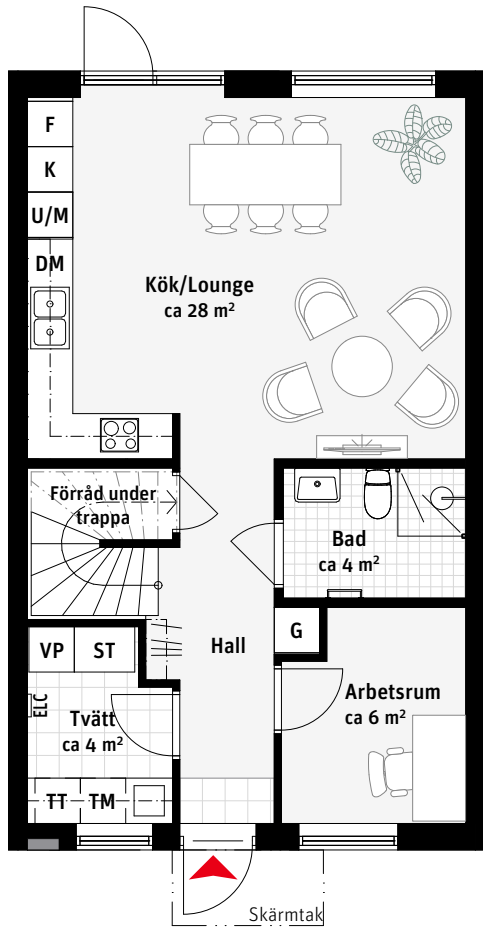 F
K
U/M
DM
Kök/Lounge
ca 28 m²
Förråd under
trappa
Bad
ca 4 m²
G
VP
ST
Hall
ELC
Tvätt
ca 4 m²
Arbetsrum
ca 6 m²
TT
TM
Skärmtak